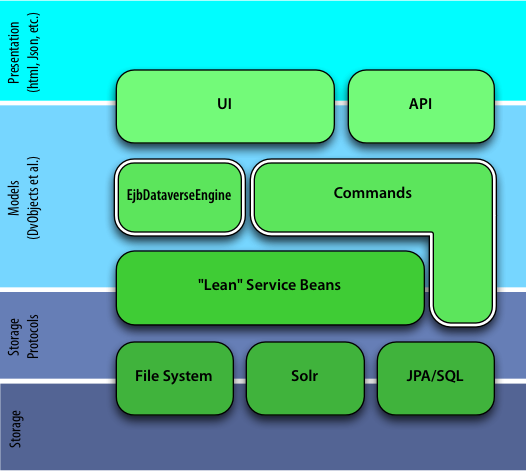 Presentation
(html, Json, etc.)
UI
API
Models
(DvObjects et al.)
EjbDataverseEngine
Commands
"Lean" Service Beans
Storage
Protocols
File System
Solr
JPA/SQL
Storage